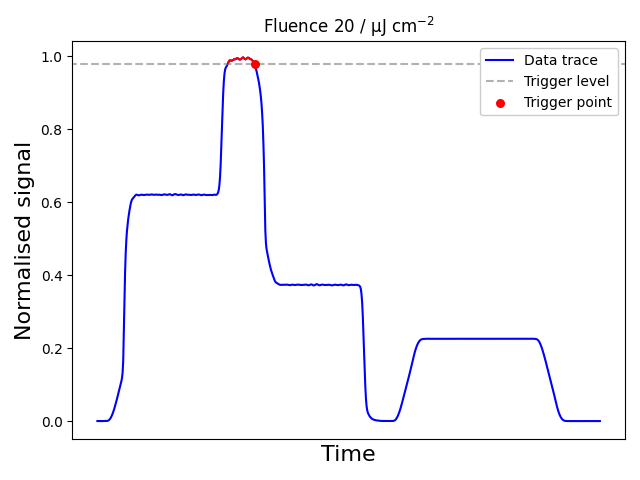 Fluence 20 / μJ cm⁻²
Normalised signal
1.0
0.8
0.6
0.4
0.2
0.0
Data trace
Trigger level
Trigger point
Time